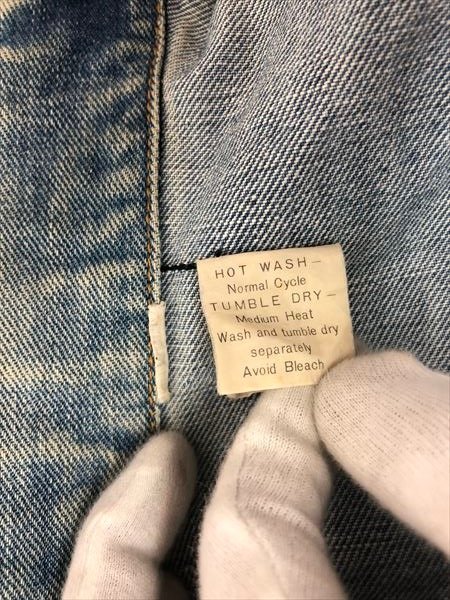 HOT WASH—
Normal Cycle
TUMBLE DRY—
Medium Heat
Wash and tumble dry
separately
Avoid Bleach